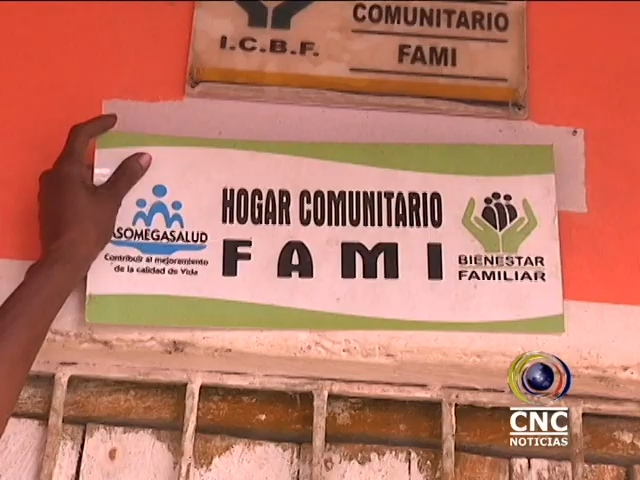 I.C.B.F.
COMUNITARIO
FAMI
ASOMEGASALUD
Contribuir al mejoramiento
de la calidad de Vida
HOGAR COMUNITARIO
FAMI
BIENESTAR
FAMILIAR
CNC
NOTICIAS